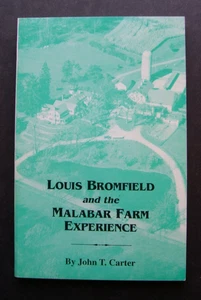 LOUIS BROMFIELD
and the
MALABAR FARM
EXPERIENCE
By John T. Carter